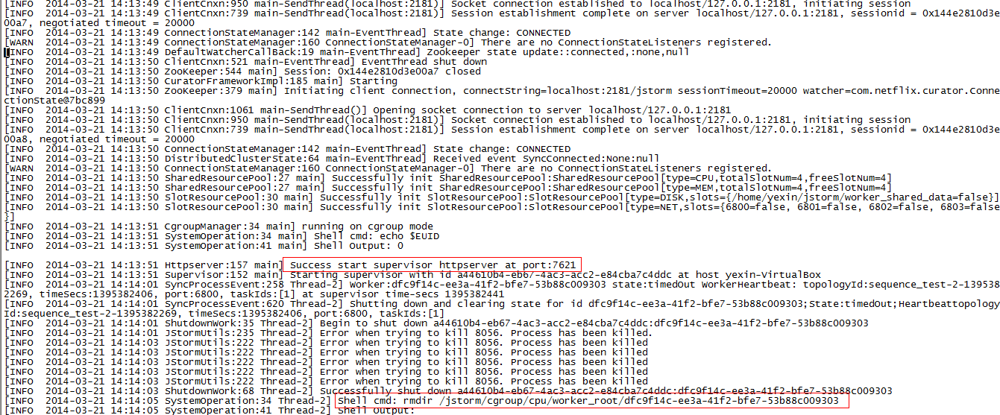 [INFO  2014-03-21 14:13:49 ClientCnxn:950 main-SendThread(localhost:2181)] Socket connection established to localhost/127.0.0.1:2181, initiating session
[INFO  2014-03-21 14:13:49 ClientCnxn:739 main-SendThread(localhost:2181)] Session establishment complete on server localhost/127.0.0.1:2181, sessionid = 0x144e2810d3e
00a7, negotiated timeout = 20000
[INFO  2014-03-21 14:13:49 ConnectionStateManager:142 main-EventThread] State change: CONNECTED
[WARN  2014-03-21 14:13:49 ConnectionStateManager:160 ConnectionStateManager-0] There are no ConnectionStateListeners registered.
[INFO  2014-03-21 14:13:49 DefaultWatcherCallBack:19 main-EventThread] Zookeeper state update::connected,:none,null
[INFO  2014-03-21 14:13:50 ClientCnxn:521 main-EventThread] EventThread shut down
[INFO  2014-03-21 14:13:50 ZooKeeper:544 main] Session: 0x144e2810d3e00a7 closed
[INFO  2014-03-21 14:13:50 CuratorFrameworkImpl:185 main] Starting
[INFO  2014-03-21 14:13:50 ZooKeeper:379 main] Initiating client connection, connectString=localhost:2181/jstorm sessionTimeout=20000 watcher=com.netflix.curator.Conne
ctionState@7bc899
[INFO  2014-03-21 14:13:50 ClientCnxn:1061 main-SendThread()] Opening socket connection to server localhost/127.0.0.1:2181
[INFO  2014-03-21 14:13:50 ClientCnxn:950 main-SendThread(localhost:2181)] Socket connection established to localhost/127.0.0.1:2181, initiating session
[INFO  2014-03-21 14:13:50 ClientCnxn:739 main-SendThread(localhost:2181)] Session establishment complete on server localhost/127.0.0.1:2181, sessionid = 0x144e2810d3e
00a8, negotiated timeout = 20000
[INFO  2014-03-21 14:13:50 ConnectionStateManager:142 main-EventThread] State change: CONNECTED
[INFO  2014-03-21 14:13:50 DistributedClusterState:64 main-EventThread] Received event SyncConnected:None:null
[WARN  2014-03-21 14:13:50 ConnectionStateManager:160 ConnectionStateManager-0] There are no ConnectionStateListeners registered.
[INFO  2014-03-21 14:13:50 SharedResourcePool:27 main] Successfully init SharedResourcePool:SharedResourcePool[type=CPU,totalSlotNum=4,freeSlotNum=4]
[INFO  2014-03-21 14:13:50 SharedResourcePool:27 main] Successfully init SharedResourcePool:SharedResourcePool[type=MEM,totalSlotNum=4,freeSlotNum=4]
[INFO  2014-03-21 14:13:50 SlotResourcePool:30 main] Successfully init SlotResourcePool:SlotResourcePool[type=DISK,slots={/home/yexin/jstorm/worker_shared_data=false}]
[INFO  2014-03-21 14:13:50 SlotResourcePool:30 main] Successfully init SlotResourcePool:SlotResourcePool[type=NET,slots={6800=false, 6801=false, 6802=false, 6803=false
}]
[INFO  2014-03-21 14:13:51 CgroupManager:34 main] running on cgroup mode
[INFO  2014-03-21 14:13:51 SystemOperation:34 main] Shell cmd: echo $EUID
[INFO  2014-03-21 14:13:51 SystemOperation:41 main] Shell Output: 0
[INFO  2014-03-21 14:13:51 Httpserver:157 main] Success start supervisor httpserver at port:7621
[INFO  2014-03-21 14:13:51 Supervisor:152 main] Starting supervisor with id a44610b4-eb67-4ac3-acc2-e84cba7c4ddc at host yexin-VirtualBox
[INFO  2014-03-21 14:14:01 SyncProcessEvent:258 Thread-2] Worker:dfc9f14c-ee3a-41f2-bfe7-53b88c009303 state:timedOut WorkerHeartbeat: topologyId:sequence_test-2-139538
2269, timeSecs:1395382406, port:6800, taskIds:[1] at supervisor time-secs 1395382441
[INFO  2014-03-21 14:14:01 SyncProcessEvent:620 Thread-2] Shutting down and clearing state for id dfc9f14c-ee3a-41f2-bfe7-53b88c009303;State:timedOut;Heartbeattopology
Id:sequence_test-2-1395382269, timeSecs:1395382406, port:6800, taskIds:[1]
[INFO  2014-03-21 14:14:01 ShutdownWork:35 Thread-2] Begin to shut down a44610b4-eb67-4ac3-acc2-e84cba7c4ddc:dfc9f14c-ee3a-41f2-bfe7-53b88c009303
[INFO  2014-03-21 14:14:01 JStormUtils:235 Thread-2] Error when trying to kill 8056. Process has been killed.
[INFO  2014-03-21 14:14:03 JStormUtils:222 Thread-2] Error when trying to kill 8056. Process has been killed
[INFO  2014-03-21 14:14:03 JStormUtils:222 Thread-2] Error when trying to kill 8056. Process has been killed
[INFO  2014-03-21 14:14:03 JStormUtils:222 Thread-2] Error when trying to kill 8056. Process has been killed
[INFO  2014-03-21 14:14:03 JStormUtils:222 Thread-2] Error when trying to kill 8056. Process has been killed
[INFO  2014-03-21 14:14:03 JStormUtils:222 Thread-2] Error when trying to kill 8056. Process has been killed
[INFO  2014-03-21 14:14:03 ShutdownWork:68 Thread-2] Successfully shut down a44610b4-eb67-4ac3-acc2-e84cba7c4ddc:dfc9f14c-ee3a-41f2-bfe7-53b88c009303
[INFO  2014-03-21 14:14:05 SystemOperation:34 Thread-2] Shell cmd: rmdir /jstorm/cgroup/cpu/worker_root/dfc9f14c-ee3a-41f2-bfe7-53b88c009303
[INFO  2014-03-21 14:14:05 SystemOperation:41 Thread-2] Shell Output: